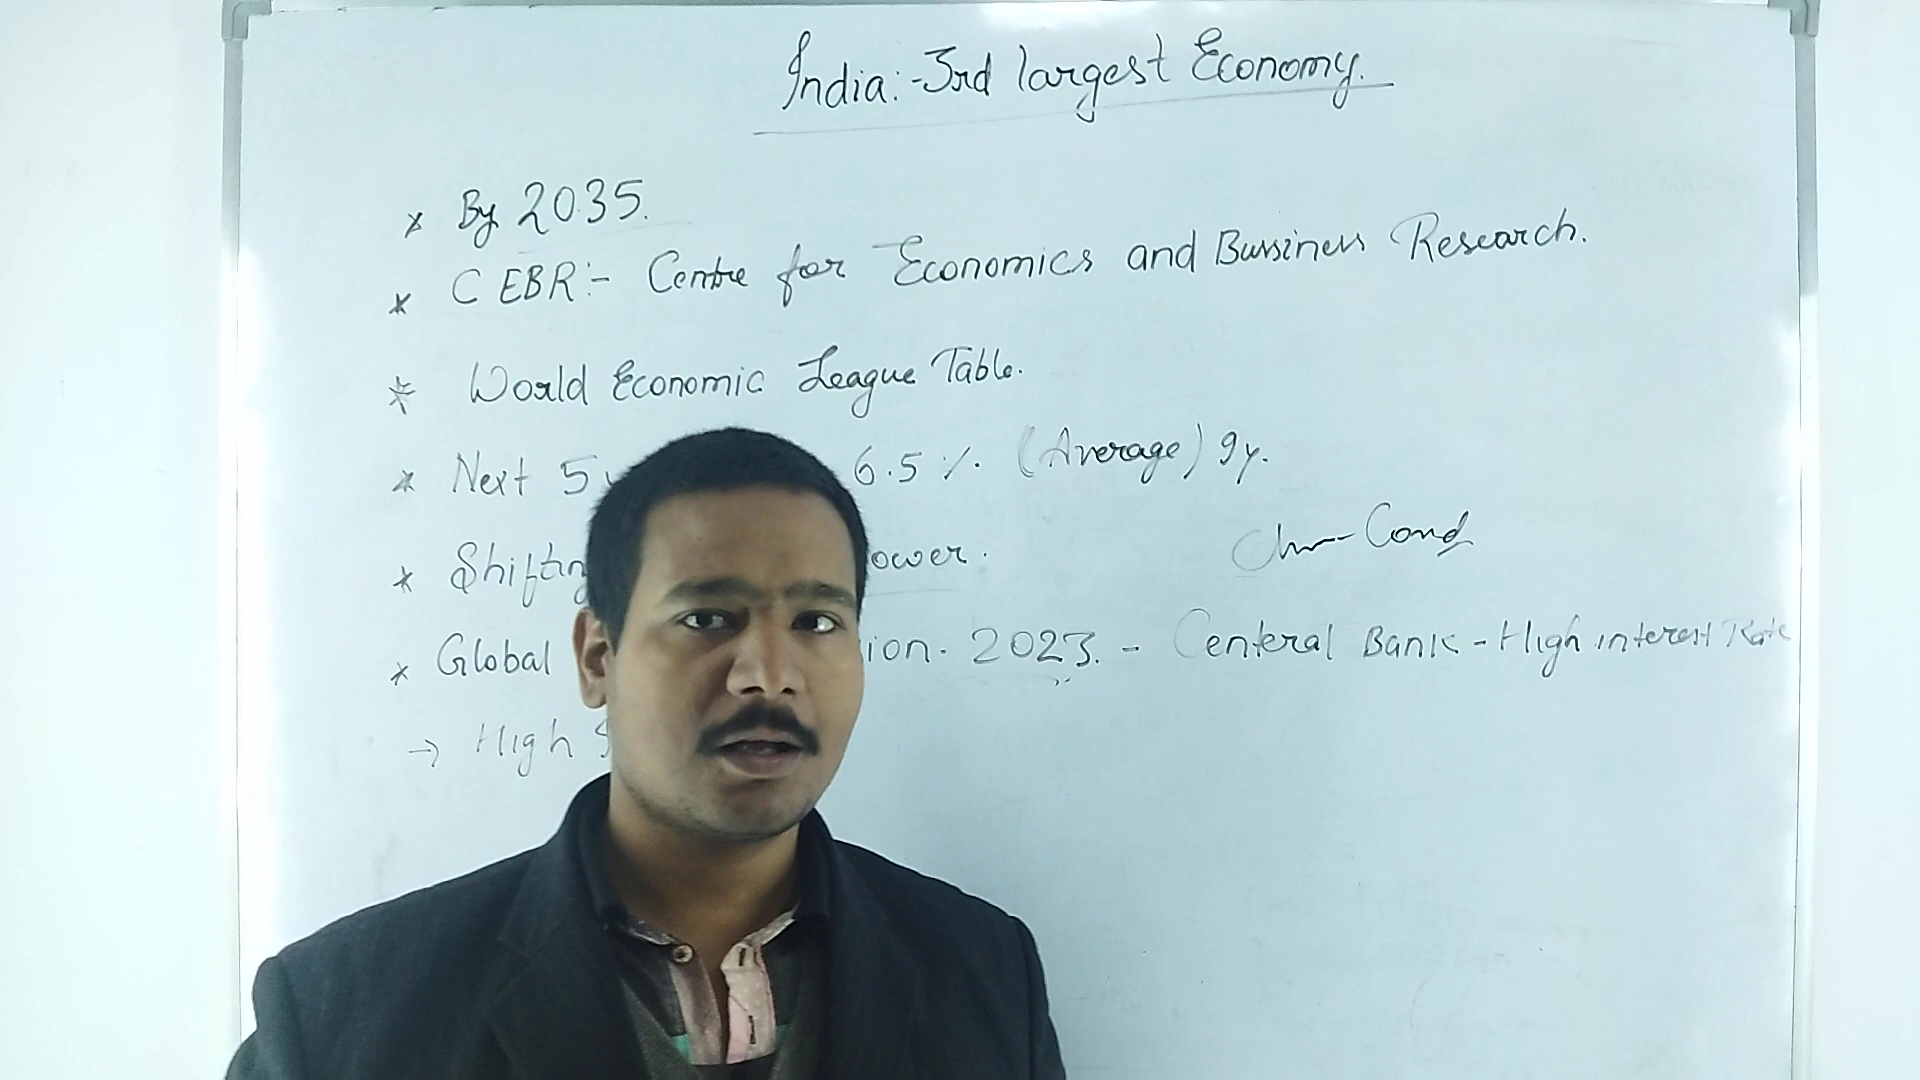 India:-3rd largest Economy.
* By 2035.
* CEBR:- Centre for Economics and Bussiness Research.
* World Economic League Table.
* Next 5 6.5 %. (Average) 9y.
* Shifting ower.
Cond
* Global ion. 2023. - Centeral Bank - High interest Rate
→ High